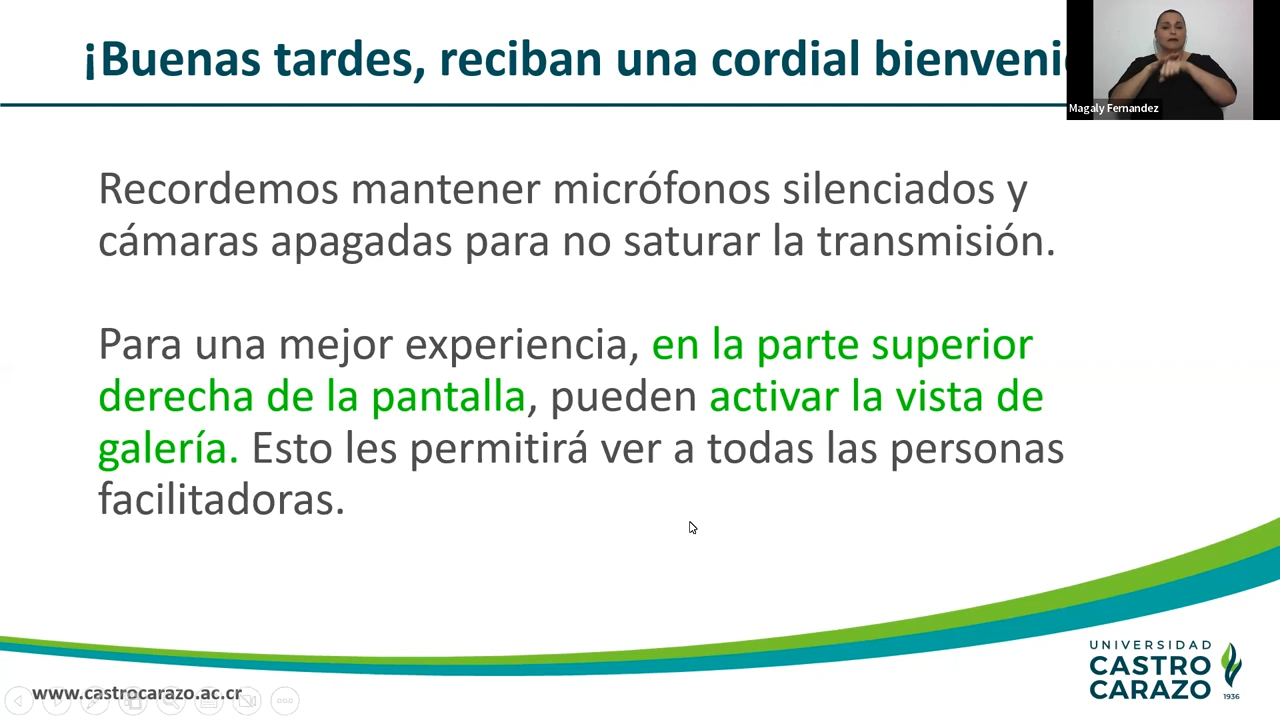 ¡Buenas tardes, reciban una cordial bienveni
Magaly Fernandez
Recordemos mantener micrófonos silenciados y
cámaras apagadas para no saturar la transmisión.
Para una mejor experiencia, en la parte superior
derecha de la pantalla, pueden activar la vista de
galería. Esto les permitirá ver a todas las personas
facilitadoras.
UNIVERSIDAD
CASTRO
CARAZO
1936
www.castrocarazo.ac.cr